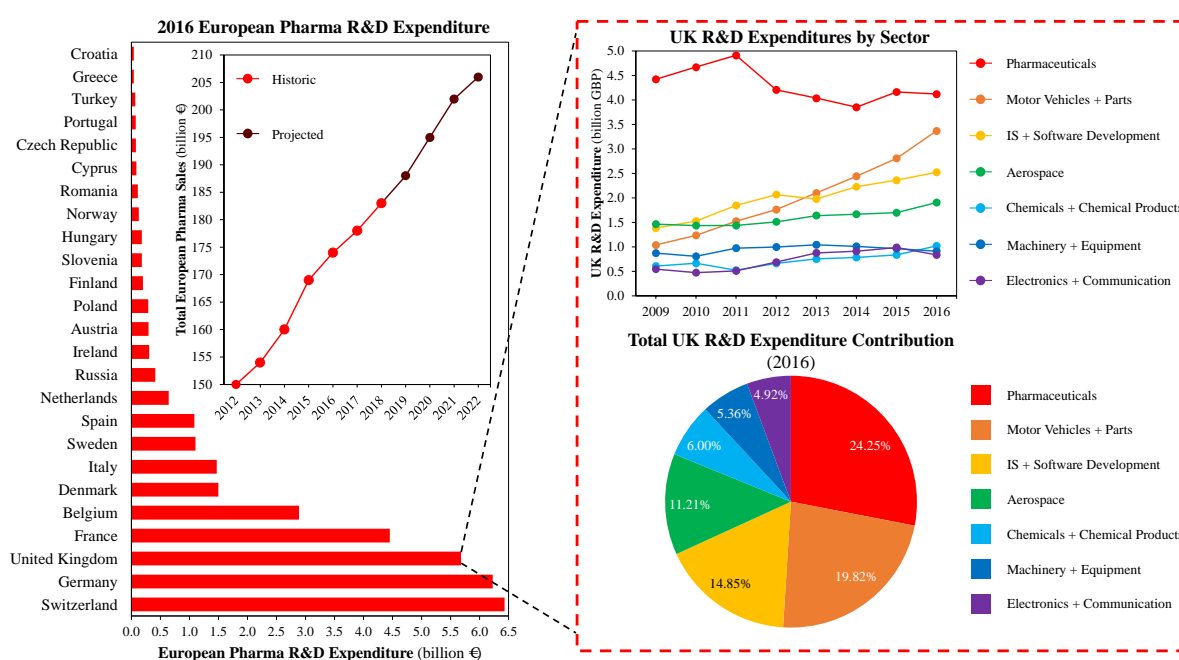 2016 European Pharma R&D Expenditure
Croatia
Greece
Turkey
Portugal
Czech Republic
Cyprus
Romania
Norway
Hungary
Slovenia
Finland
Poland
Austria
Ireland
Russia
Netherlands
Spain
Sweden
Italy
Denmark
Belgium
France
United Kingdom
Germany
Switzerland
0.0 0.5 1.0 1.5 2.0 2.5 3.0 3.5 4.0 4.5 5.0 5.5 6.0 6.5
European Pharma R&D Expenditure (billion €)
Total European Pharma Sales (billion €)
210
205
200
195
190
185
180
175
170
165
160
155
150
Historic
Projected
2012 2013 2014 2015 2016 2017 2018 2019 2020 2021 2022
UK R&D Expenditures by Sector
UK R&D Expenditure (billion GBP)
5.0
4.5
4.0
3.5
3.0
2.5
2.0
1.5
1.0
0.5
0.0
2009 2010 2011 2012 2013 2014 2015 2016
Pharmaceuticals
Motor Vehicles + Parts
IS + Software Development
Aerospace
Chemicals + Chemical Products
Machinery + Equipment
Electronics + Communication
Total UK R&D Expenditure Contribution
(2016)
24.25%
19.82%
14.85%
11.21%
6.00%
5.36%
4.92%
Pharmaceuticals
Motor Vehicles + Parts
IS + Software Development
Aerospace
Chemicals + Chemical Products
Machinery + Equipment
Electronics + Communication